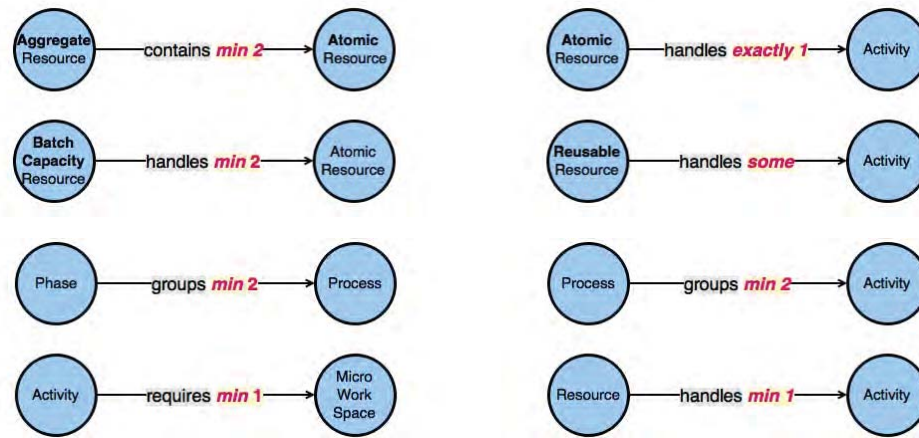 Aggregate
Resource
contains min 2
Atomic
Resource
Atomic
Resource
handles exactly 1
Activity
Batch
Capacity
Resource
handles min 2
Atomic
Resource
Reusable
Resource
handles some
Activity
Phase
groups min 2
Process
Process
groups min 2
Activity
Activity
requires min 1
Micro
Work
Space
Resource
handles min 1
Activity